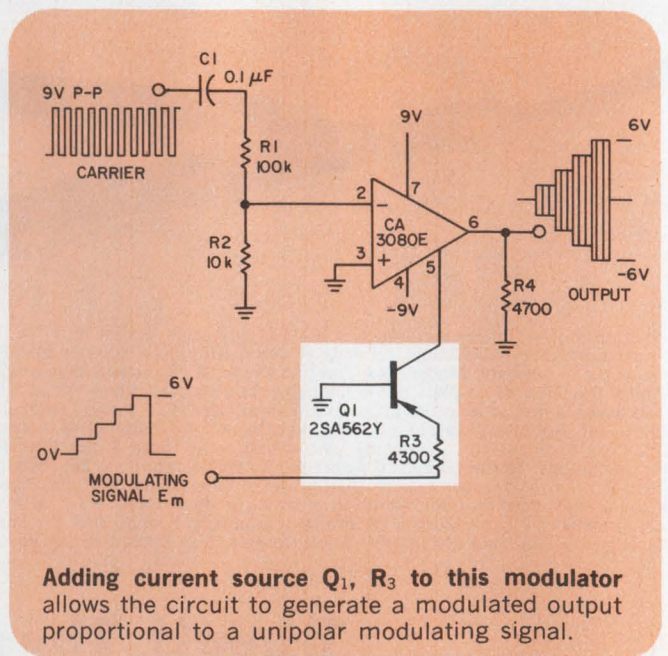 C1
0.1 µF
9V P-P
CARRIER
R1
100k
R2
10k
2
−
3
+
CA
3080E
9V
7
6
5
4
-9V
6V
-6V
OUTPUT
R4
4700
Q1
2SA562Y
R3
4300
6V
0V
MODULATING
SIGNAL Em
Adding current source Q₁, R₃ to this modulator
allows the circuit to generate a modulated output
proportional to a unipolar modulating signal.